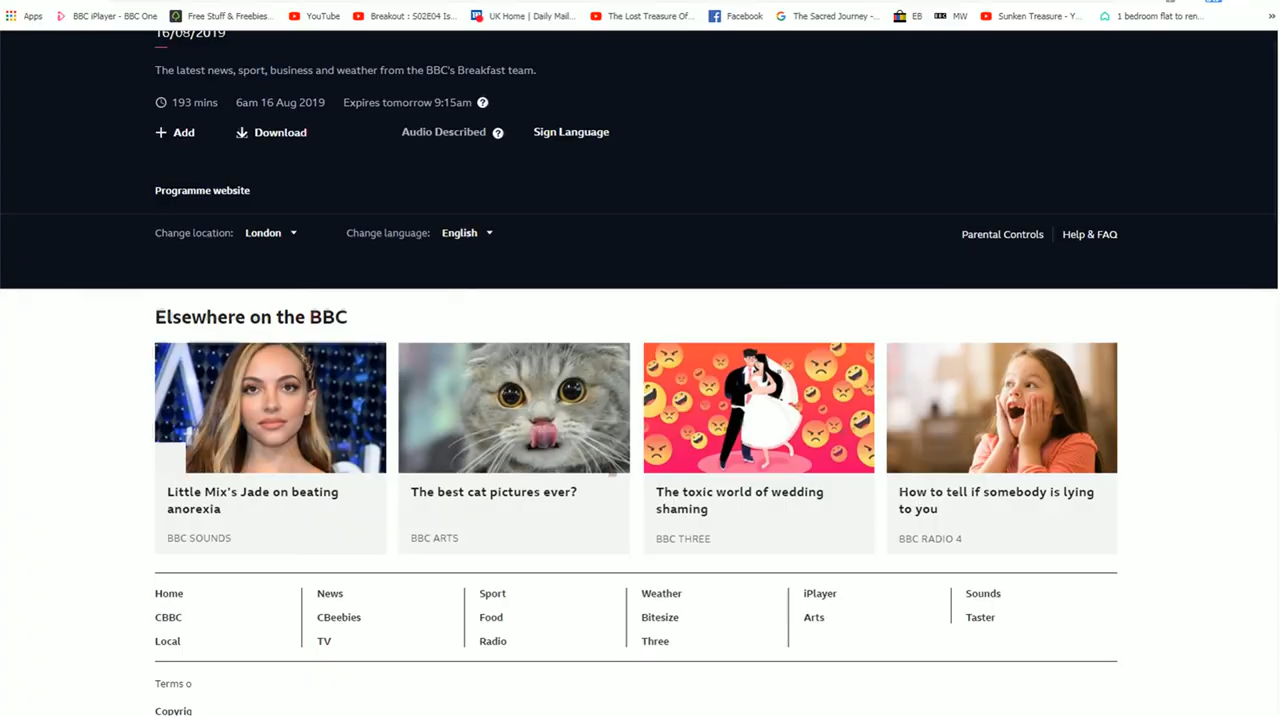 Apps BBC iPlayer - BBC One Free Stuff & Freebies... YouTube Breakout : S02E04 Is... UK Home | Daily Mail... The Lost Treasure Of... Facebook The Sacred Journey -... EB BBC MW Sunken Treasure - Y... 1 bedroom flat to ren... »
16/08/2019
The latest news, sport, business and weather from the BBC's Breakfast team.
193 mins 6am 16 Aug 2019 Expires tomorrow 9:15am ?
+ Add Download Audio Described ? Sign Language
Programme website
Change location: London Change language: English Parental Controls Help & FAQ
Elsewhere on the BBC
Little Mix's Jade on beating anorexia
BBC SOUNDS
The best cat pictures ever?
BBC ARTS
The toxic world of wedding shaming
BBC THREE
How to tell if somebody is lying to you
BBC RADIO 4
Home News Sport Weather iPlayer Sounds
CBBC CBeebies Food Bitesize Arts Taster
Local TV Radio Three
Terms o
Copyrig